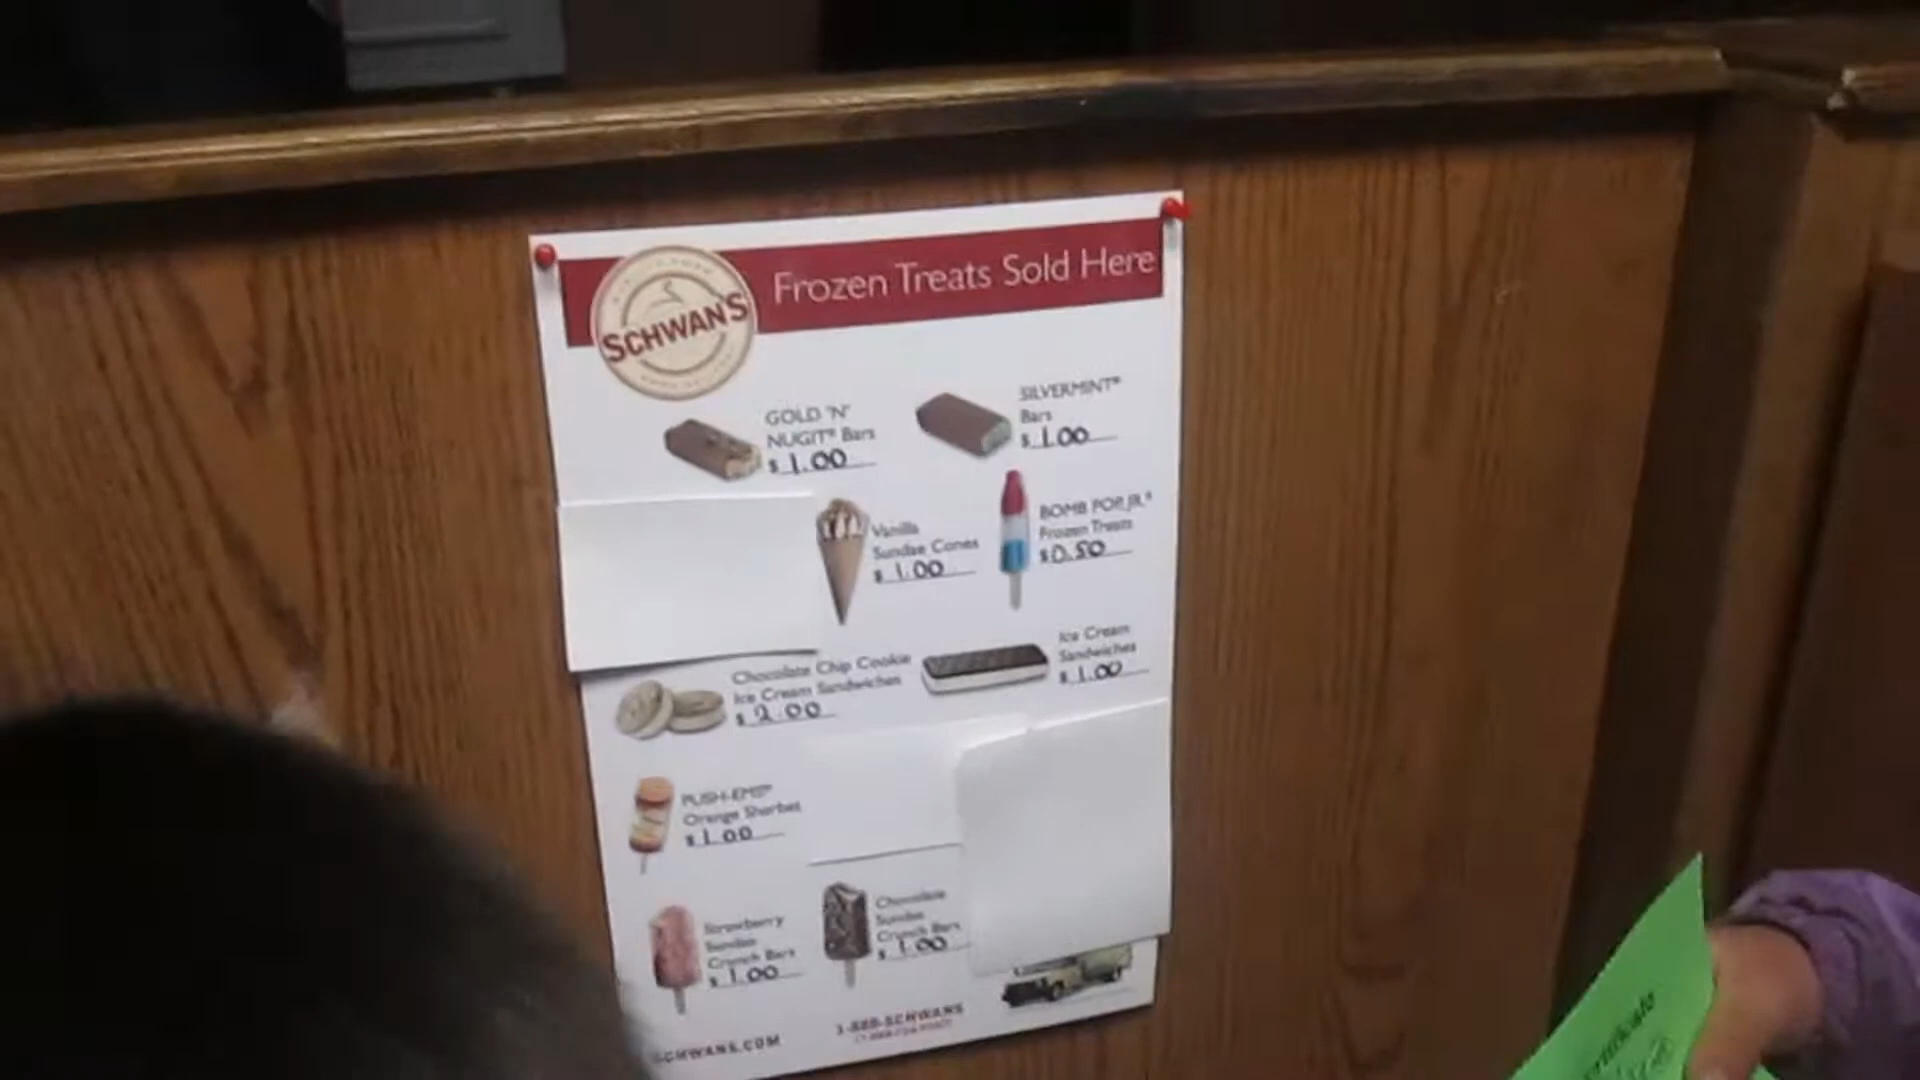 SCHWAN'S
Frozen Treats Sold Here
GOLD 'N'
NUGIT® Bars
$ 1.00
SILVERMINT®
Bars
$ 1.00
Vanilla
Sundae Cones
$ 1.00
BOMB POP JR.®
Frozen Treats
$0.50
Chocolate Chip Cookie
Ice Cream Sandwiches
$ 2.00
Ice Cream
Sandwiches
$ 1.00
PUSH-EMS®
Orange Sherbet
$ 1.00
Strawberry
Sundae
Crunch Bars
$ 1.00
Chocolate
Sundae
Crunch Bars
$ 1.00
SCHWANS.COM
1-888-SCHWANS